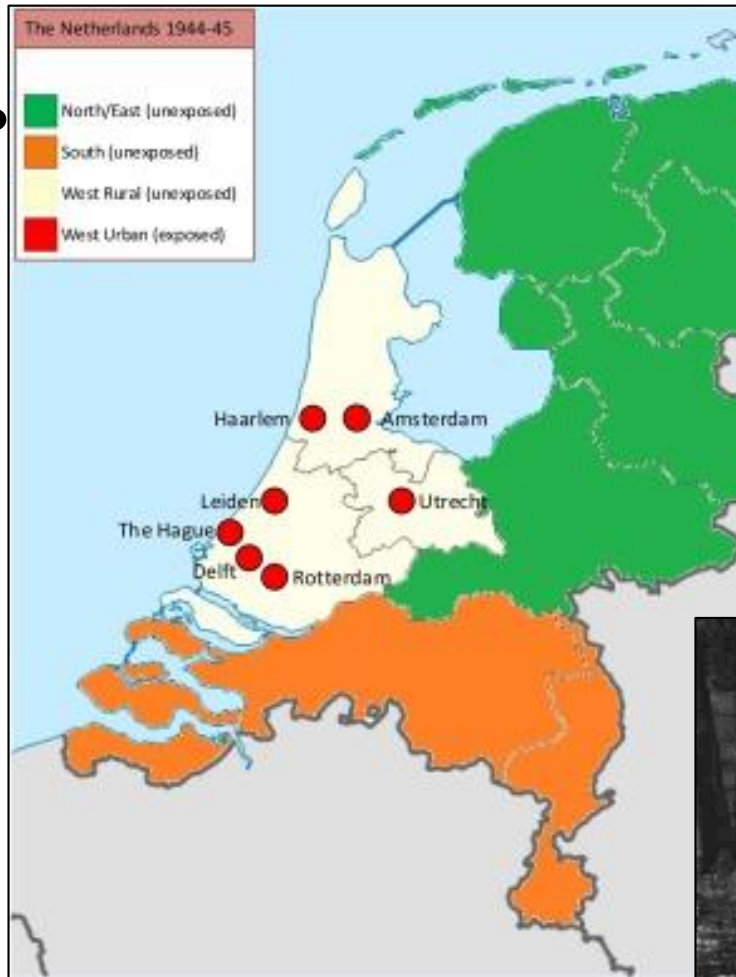 The Netherlands 1944-45
North/East (unexposed)
South (unexposed)
West Rural (unexposed)
West Urban (exposed)
Haarlem
Amsterdam
Leiden
Utrecht
The Hague
Delft
Rotterdam